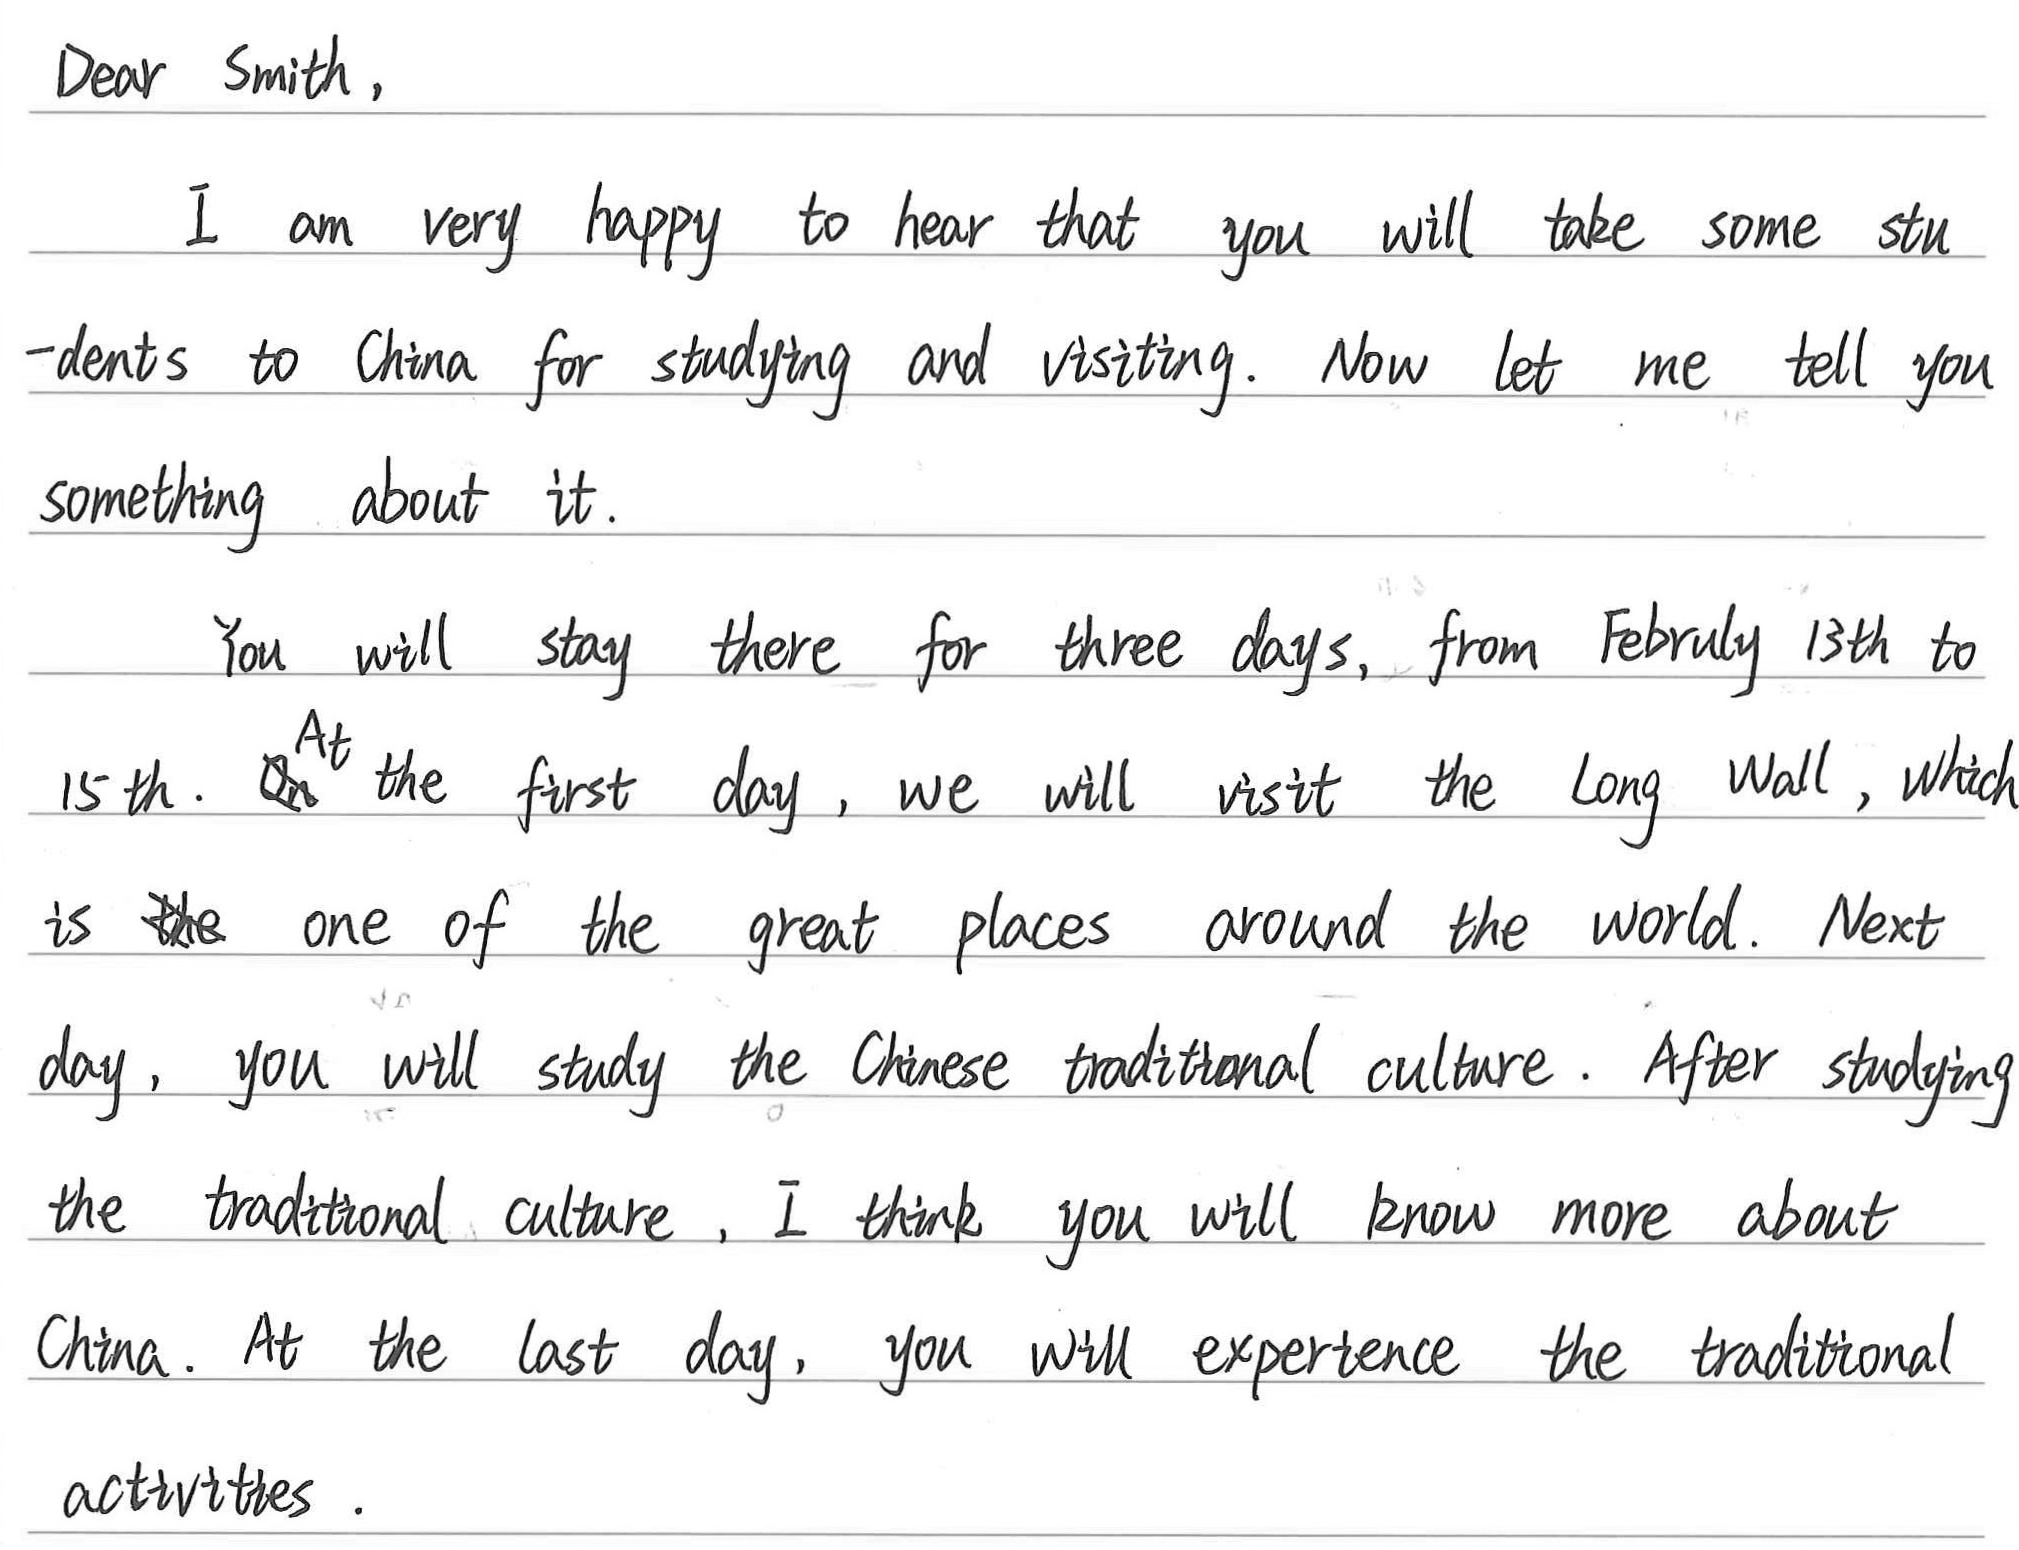 Dear Smith,
I am very happy to hear that you will take some stu
-dents to China for studying and visiting. Now let me tell you
something about it.
You will stay there for three days, from Februly 13th to
15th. At the first day, we will visit the Long Wall, which
is one of the great places around the world. Next
day, you will study the Chinese traditional culture. After studying
the traditional culture, I think you will know more about
China. At the last day, you will experience the traditional
activities.